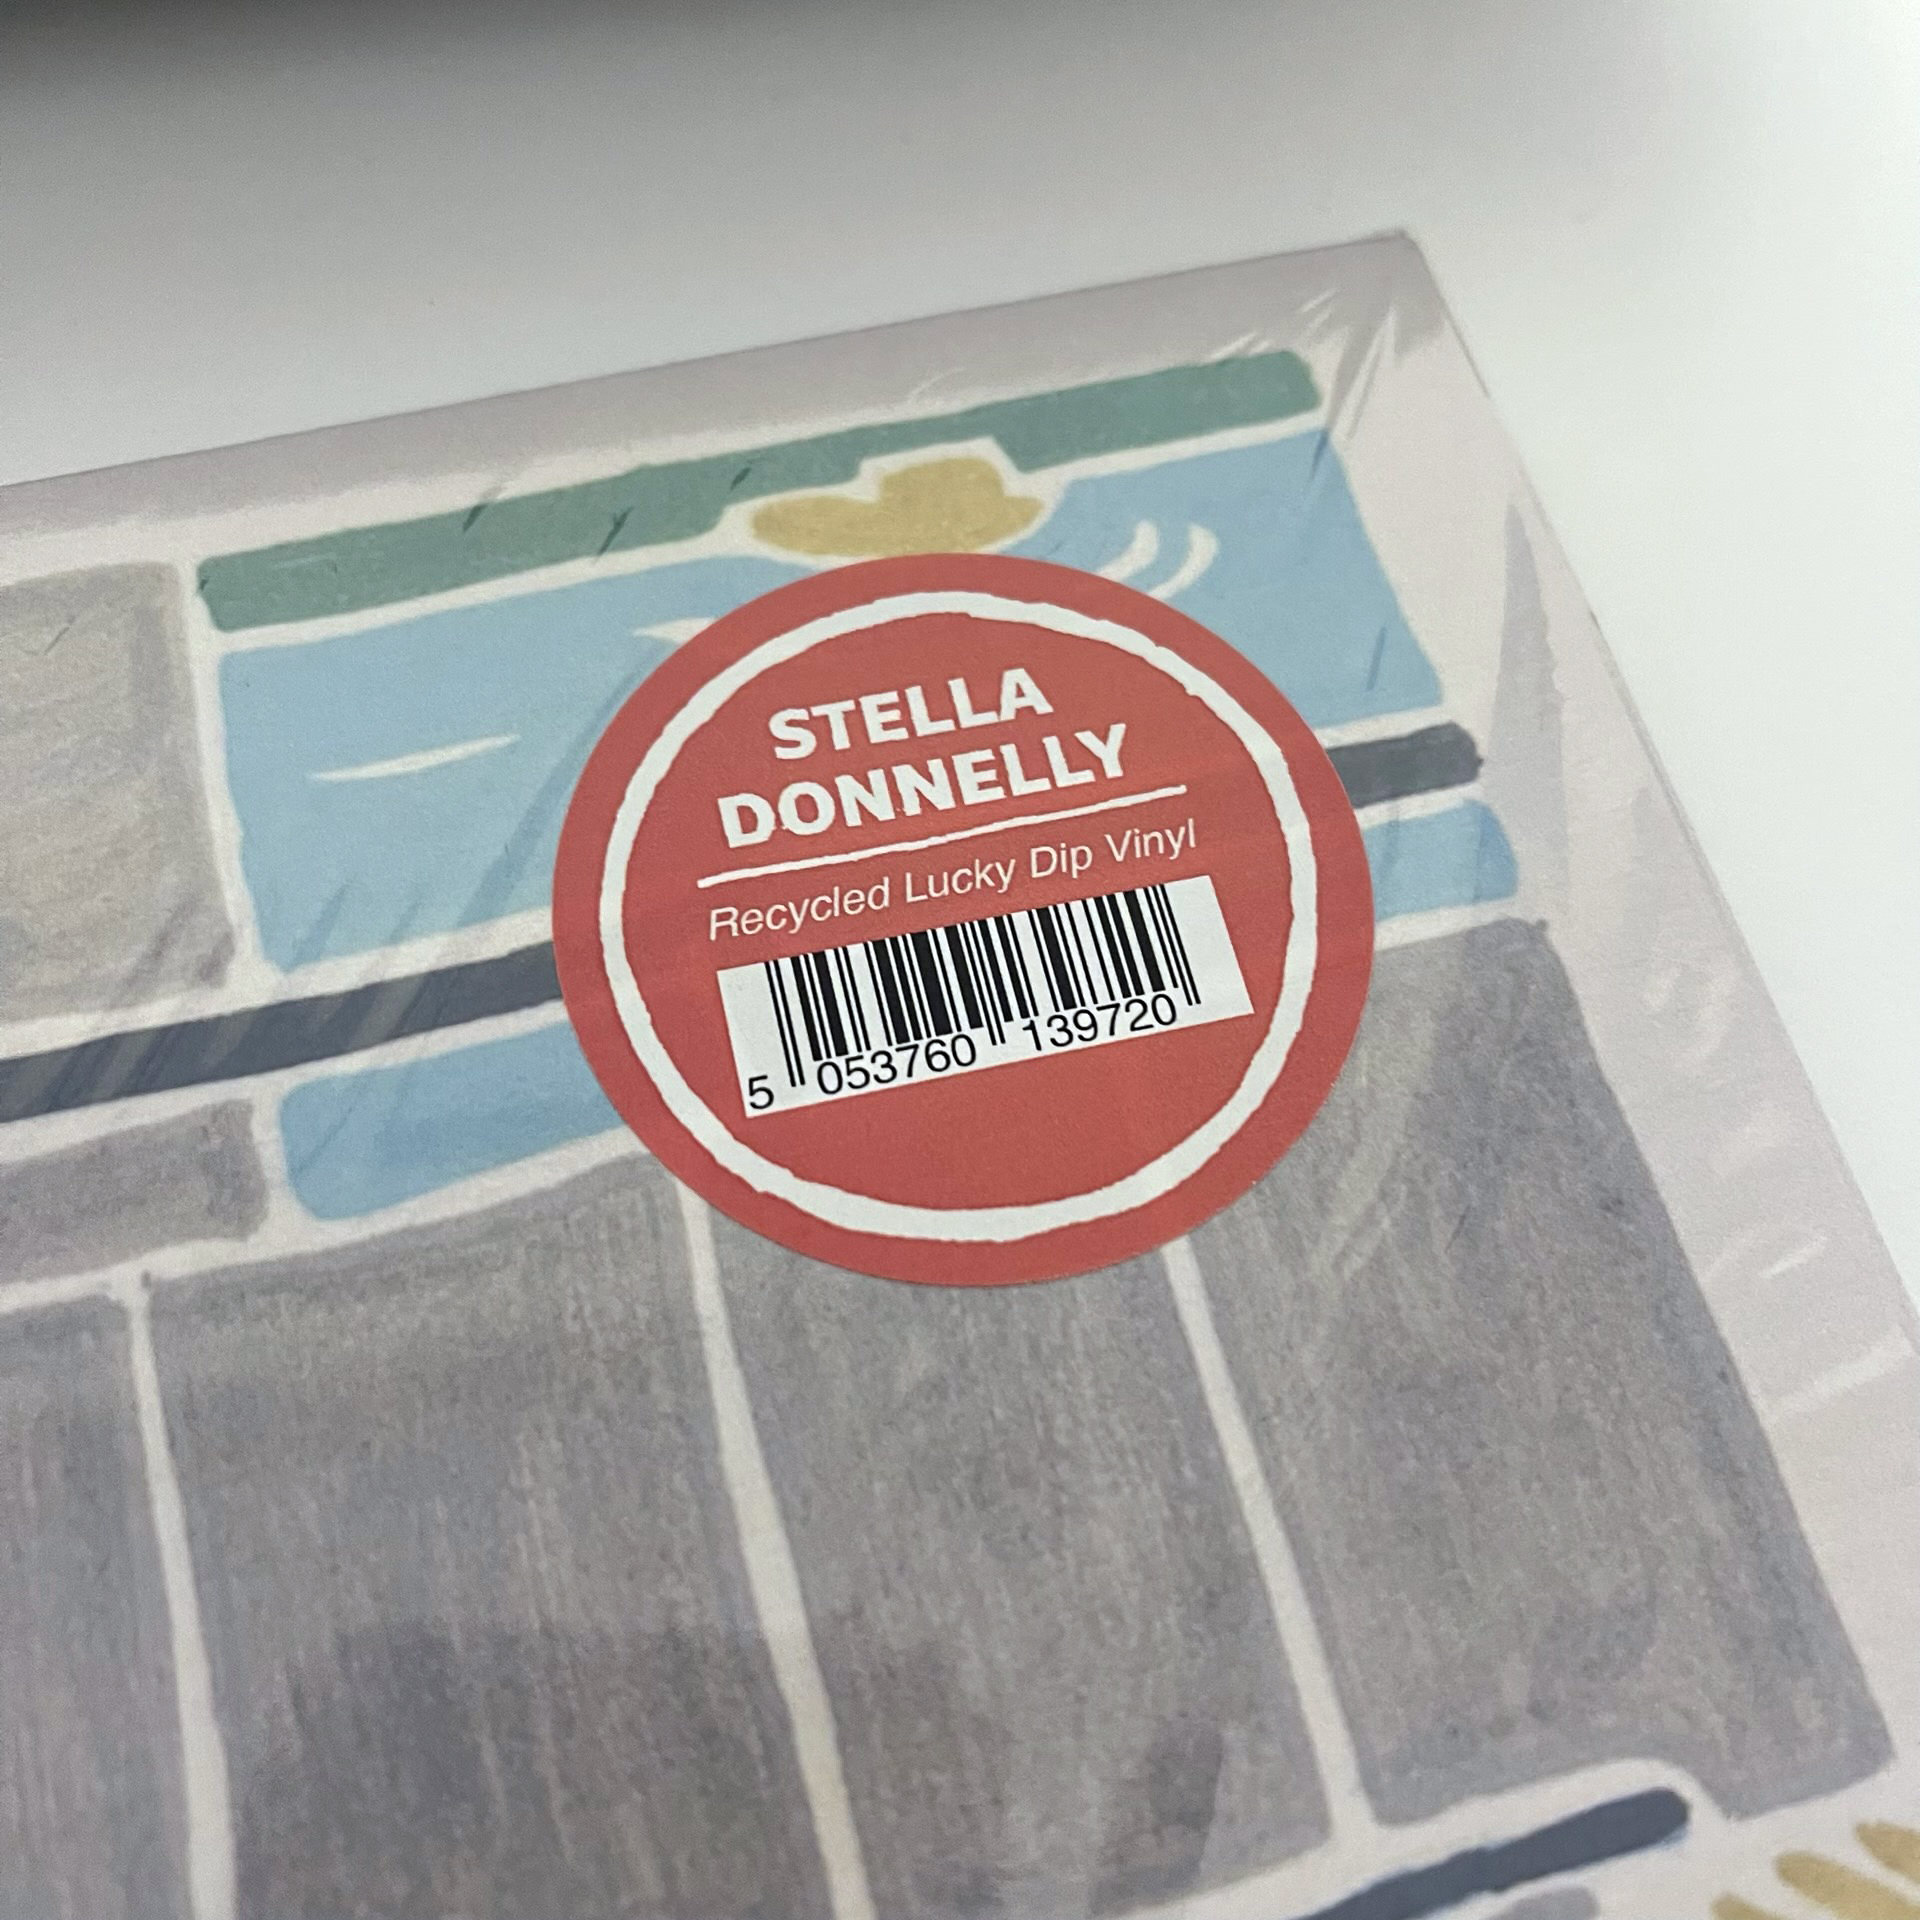 STELLA
DONNELLY
Recycled Lucky Dip Vinyl
5 053760 139720